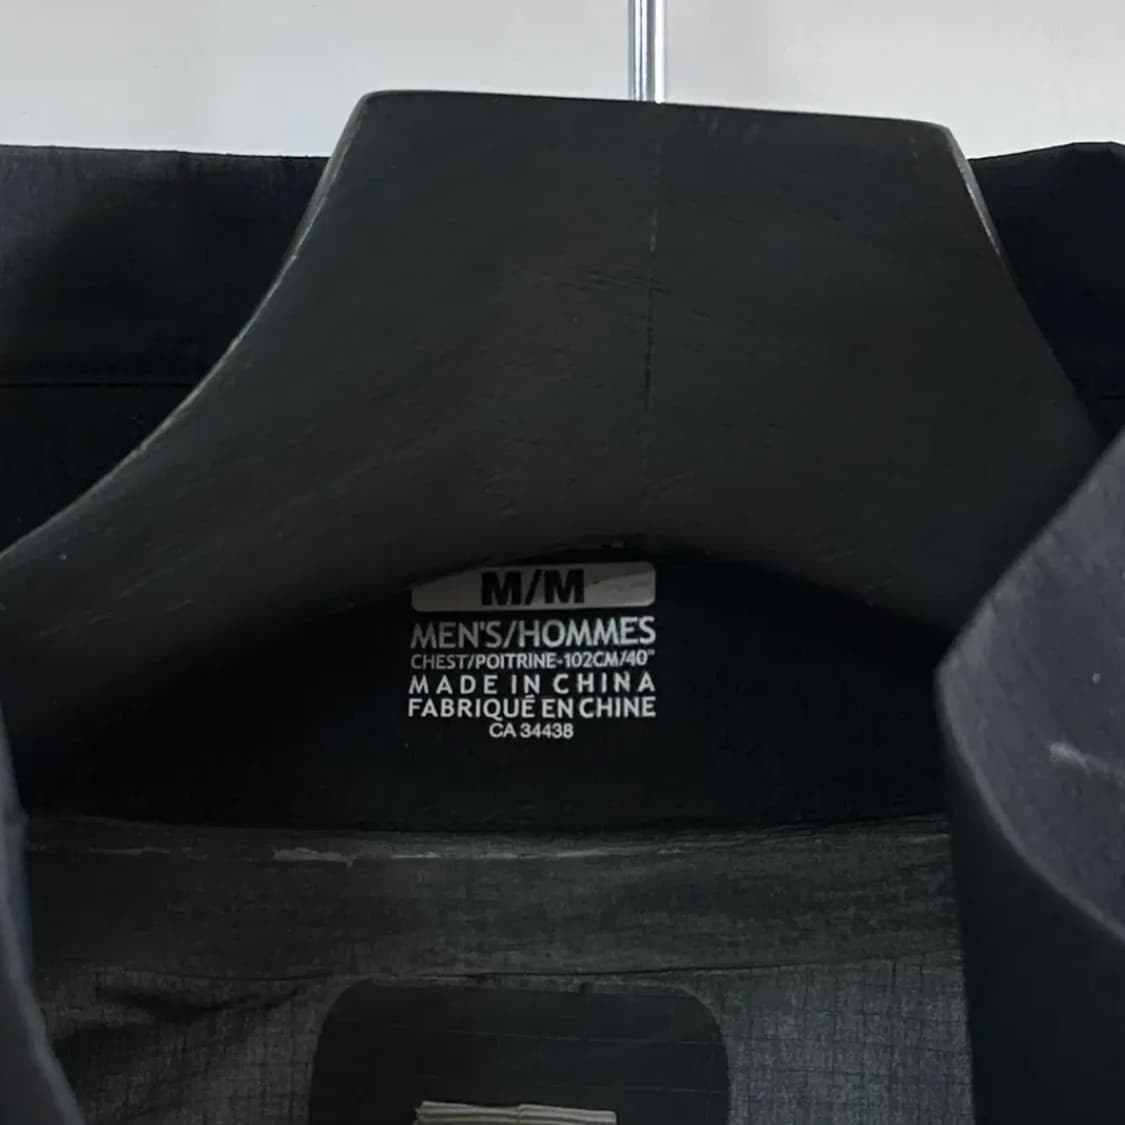 M/M
MEN'S/HOMMES
CHEST/POITRINE-102CM/40"
MADE IN CHINA
FABRIQUÉ EN CHINE
CA 34438